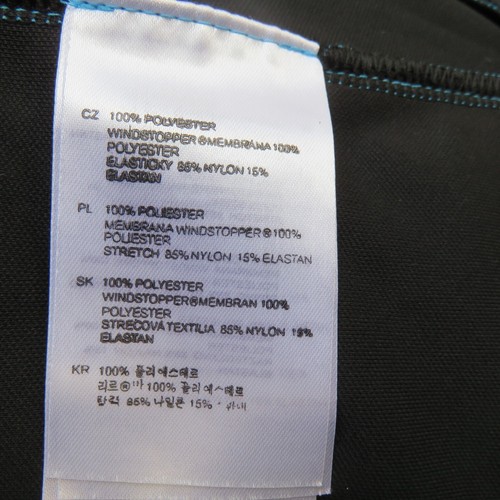 CZ 100% POLYESTER
WINDSTOPPER®MEMBRÁNA 100%
POLYESTER
ELASTICKÝ 85% NYLON 15%
ELASTAN
PL 100% POLIESTER
MEMBRANA WINDSTOPPER®100%
POLIESTER
STRETCH 85% NYLON 15% ELASTAN
SK 100% POLYESTER
WINDSTOPPER®MEMBRAN 100%
POLYESTER
STREČOVÁ TEXTILIA 85% NYLON 15%
ELASTAN
KR 100% 폴리에스테르
100% 폴리에스테르
탄력 85% 나일론 15%